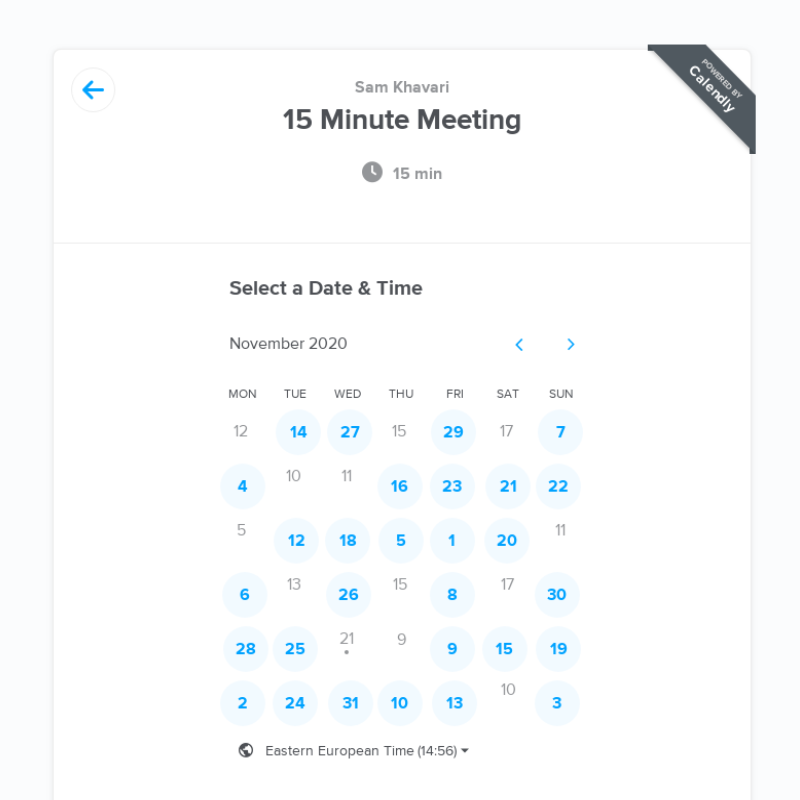 POWERED BY
Calendly
Sam Khavari
15 Minute Meeting
15 min
Select a Date & Time
November 2020
MON TUE WED THU FRI SAT SUN
12 14 27 15 29 17 7
4 10 11 16 23 21 22
5 12 18 5 1 20 11
6 13 26 15 8 17 30
28 25 21 9 9 15 19
2 24 31 10 13 10 3
Eastern European Time (14:56)